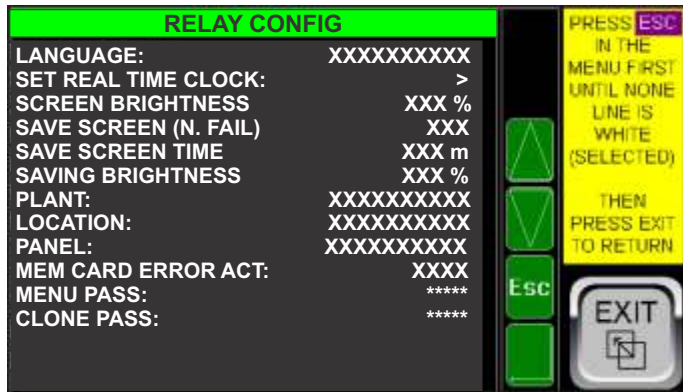 RELAY CONFIG
LANGUAGE: XXXXXXXXXX
SET REAL TIME CLOCK: >
SCREEN BRIGHTNESS XXX %
SAVE SCREEN (N. FAIL) XXX
SAVE SCREEN TIME XXX m
SAVING BRIGHTNESS XXX %
PLANT: XXXXXXXXXX
LOCATION: XXXXXXXXXX
PANEL: XXXXXXXXXX
MEM CARD ERROR ACT: XXXX
MENU PASS: *****
CLONE PASS: *****
Esc
PRESS ESC
IN THE
MENU FIRST
UNTIL NONE
LINE IS
WHITE
(SELECTED)
THEN
PRESS EXIT
TO RETURN
EXIT